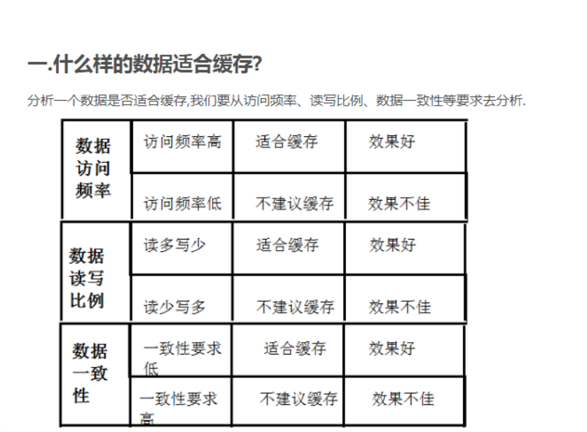 一.什么样的数据适合缓存?
分析一个数据是否适合缓存,我们要从访问频率、读写比例、数据一致性等要求去分析.
数据
访问
频率
访问频率高 适合缓存 效果好
访问频率低 不建议缓存 效果不佳
数据
读写
比例
读多写少 适合缓存 效果好
读少写多 不建议缓存 效果不佳
数据
一致
性
一致性要求
低
适合缓存 效果好
一致性要求
高
不建议缓存 效果不佳